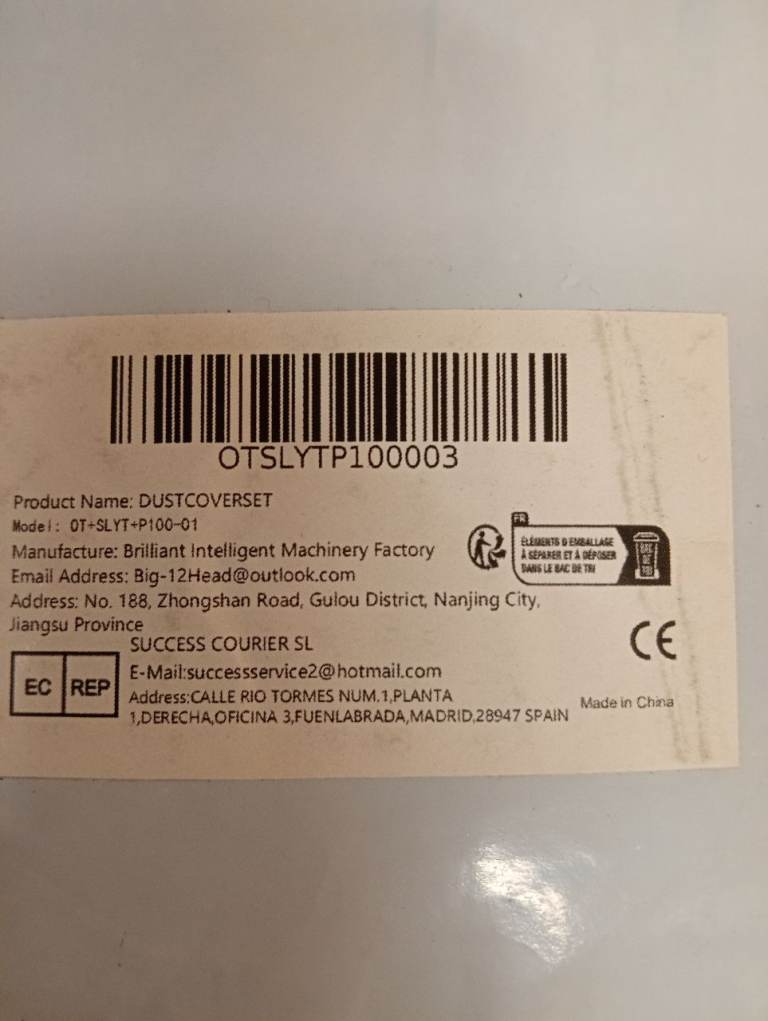 OTSLYTP100003
Product Name: DUSTCOVERSET
Model: OT+SLYT+P100-01
Manufacture: Brilliant Intelligent Machinery Factory
Email Address: Big-12Head@outlook.com
Address: No. 188, Zhongshan Road, Gulou District, Nanjing City,
Jiangsu Province
FR
ÉLÉMENTS D'EMBALLAGE
À SÉPARER ET À DÉPOSER
DANS LE BAC DE TRI
BAC
DE
TRI
CE
EC REP
SUCCESS COURIER SL
E-Mail:successservice2@hotmail.com
Address:CALLE RIO TORMES NUM.1,PLANTA
1,DERECHA,OFICINA 3,FUENLABRADA,MADRID,28947 SPAIN
Made in China